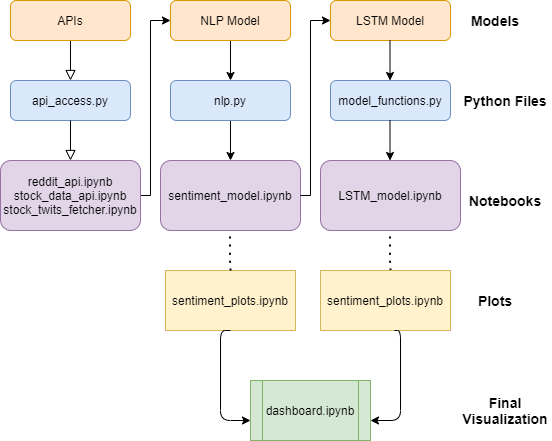 APIs
NLP Model
LSTM Model
Models
api_access.py
nlp.py
model_functions.py
Python Files
reddit_api.ipynb
stock_data_api.ipynb
stock_twits_fetcher.ipynb
sentiment_model.ipynb
LSTM_model.ipynb
Notebooks
sentiment_plots.ipynb
sentiment_plots.ipynb
Plots
dashboard.ipynb
Final
Visualization